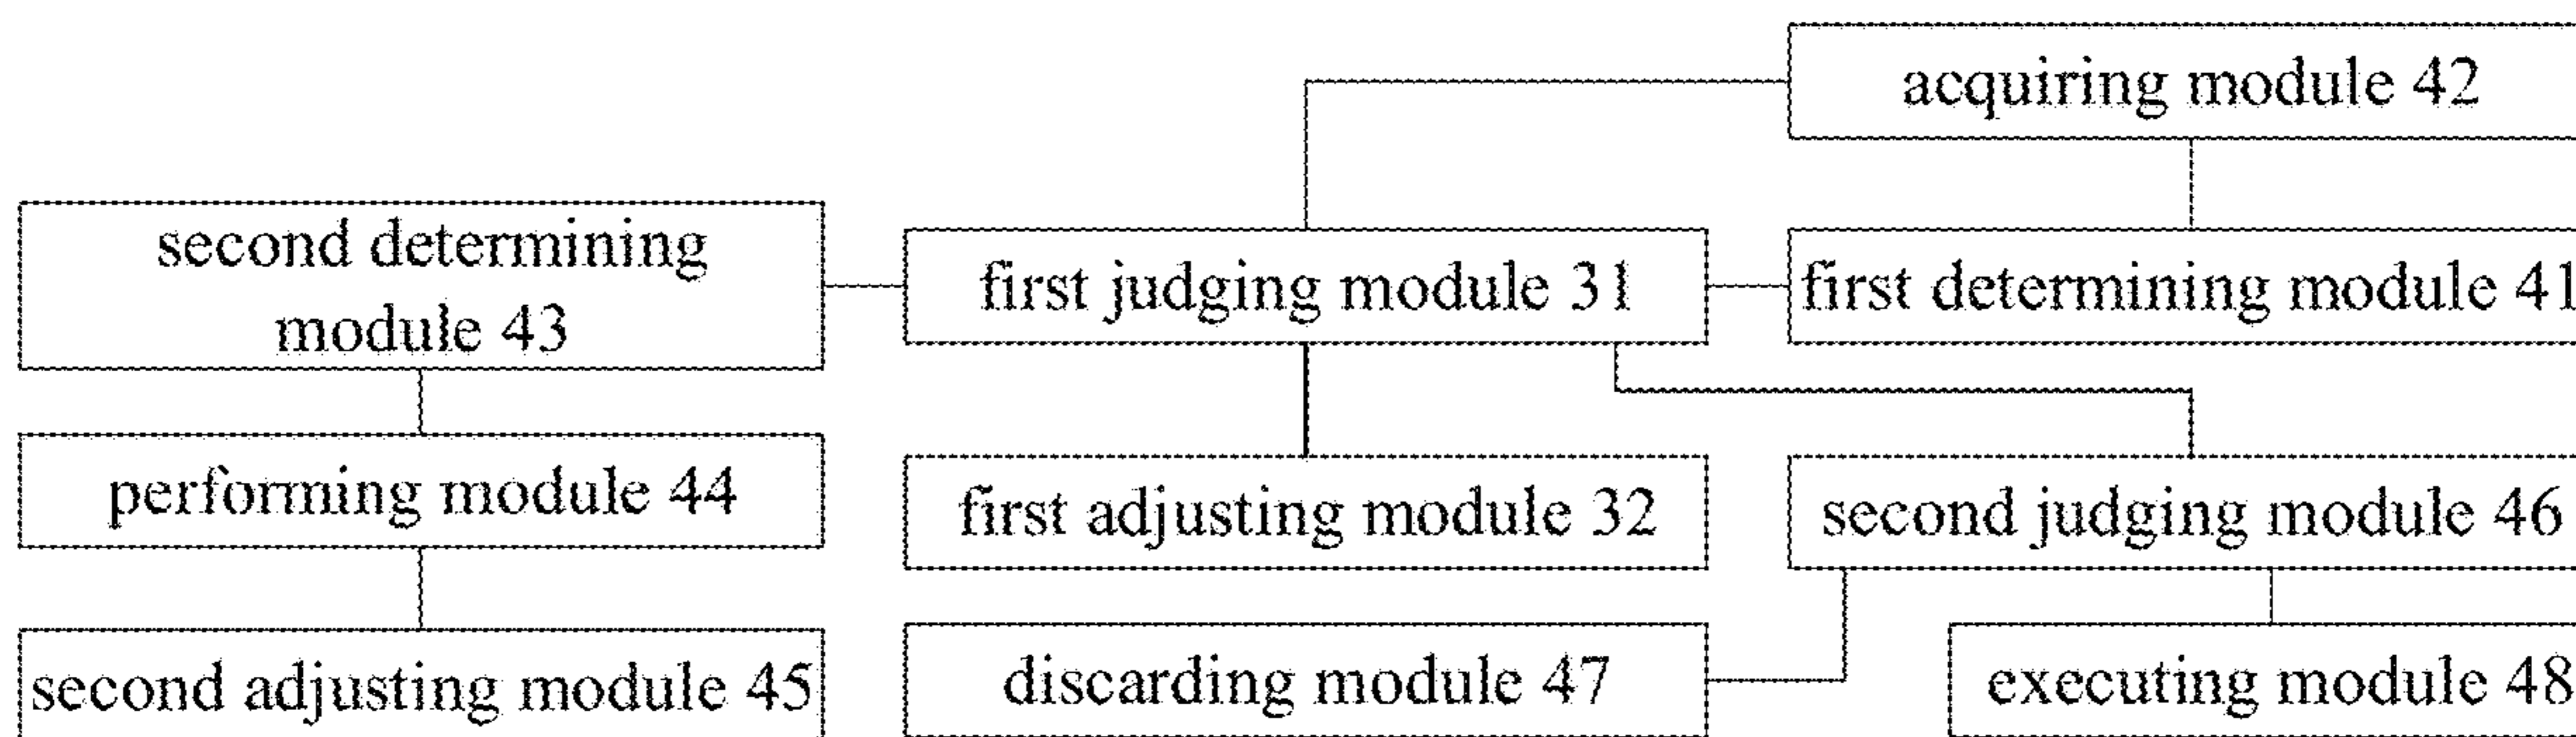 acquiring module 42
second determining
module 43
first judging module 31
first determining module 41
performing module 44
first adjusting module 32
second judging module 46
second adjusting module 45
discarding module 47
executing module 48